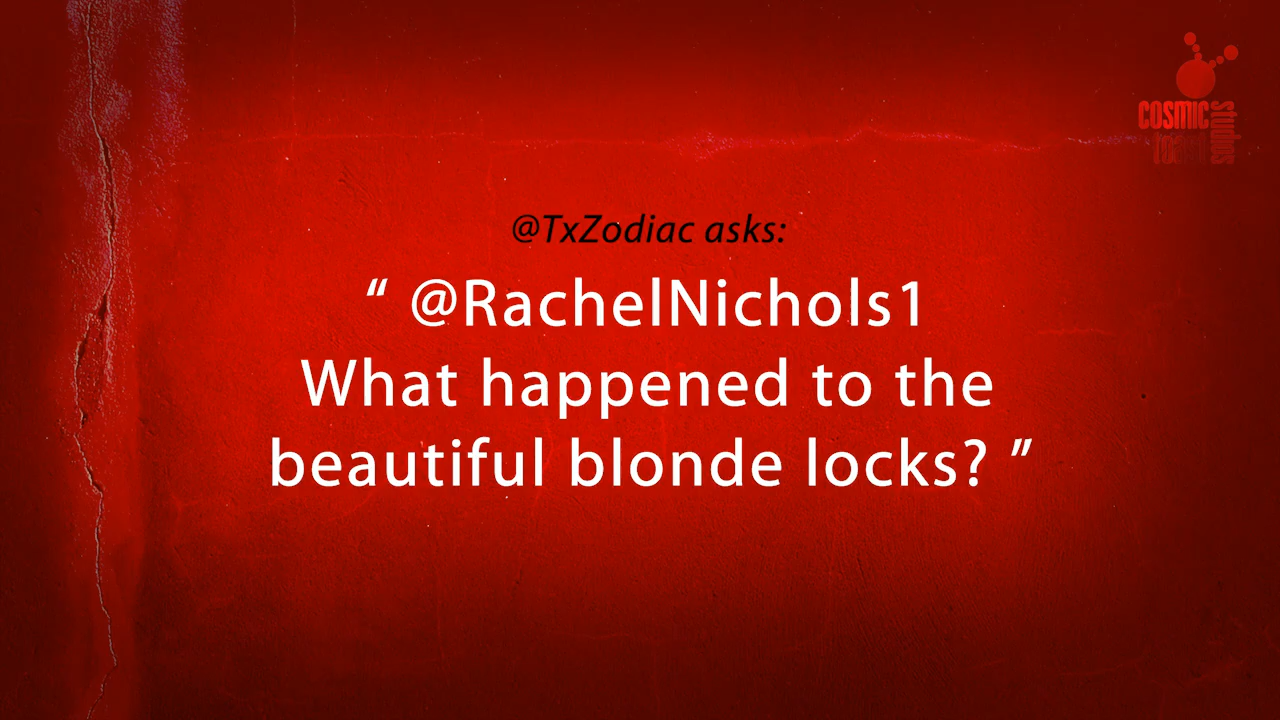 COSMIC
studios
@TxZodiac asks:
“ @RachelNichols1
What happened to the
beautiful blonde locks? ”